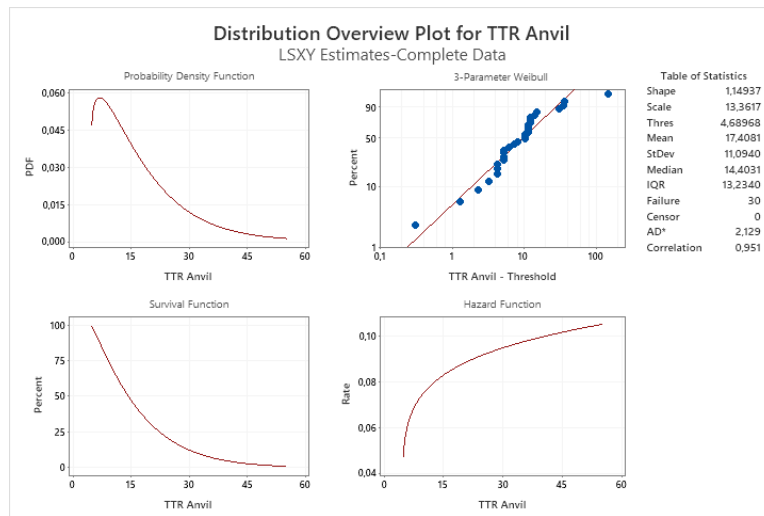 Distribution Overview Plot for TTR Anvil
LSXY Estimates-Complete Data
Probability Density Function
0,060
0,045
0,030
0,015
0,000
PDF
0 15 30 45 60
TTR Anvil
3-Parameter Weibull
90
50
10
1
Percent
0,1 1 10 100
TTR Anvil - Threshold
Table of Statistics
Shape 1,14937
Scale 13,3617
Thres 4,68968
Mean 17,4081
StDev 11,0940
Median 14,4031
IQR 13,2340
Failure 30
Censor 0
AD* 2,129
Correlation 0,951
Survival Function
100
75
50
25
0
Percent
0 15 30 45 60
TTR Anvil
Hazard Function
0,10
0,08
0,06
0,04
Rate
0 15 30 45 60
TTR Anvil